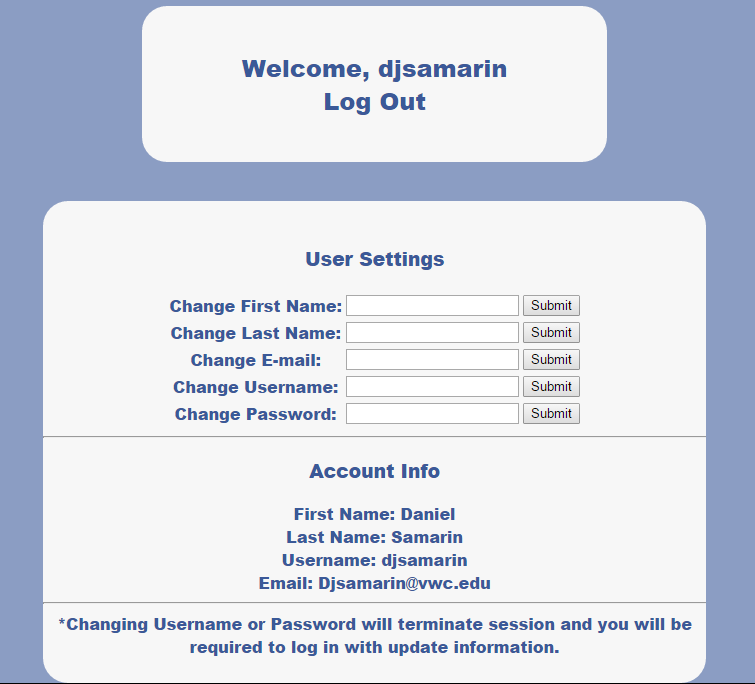 Welcome, djsamarin
Log Out
User Settings
Change First Name: Submit
Change Last Name: Submit
Change E-mail: Submit
Change Username: Submit
Change Password: Submit
Account Info
First Name: Daniel
Last Name: Samarin
Username: djsamarin
Email: Djsamarin@vwc.edu
*Changing Username or Password will terminate session and you will be
required to log in with update information.